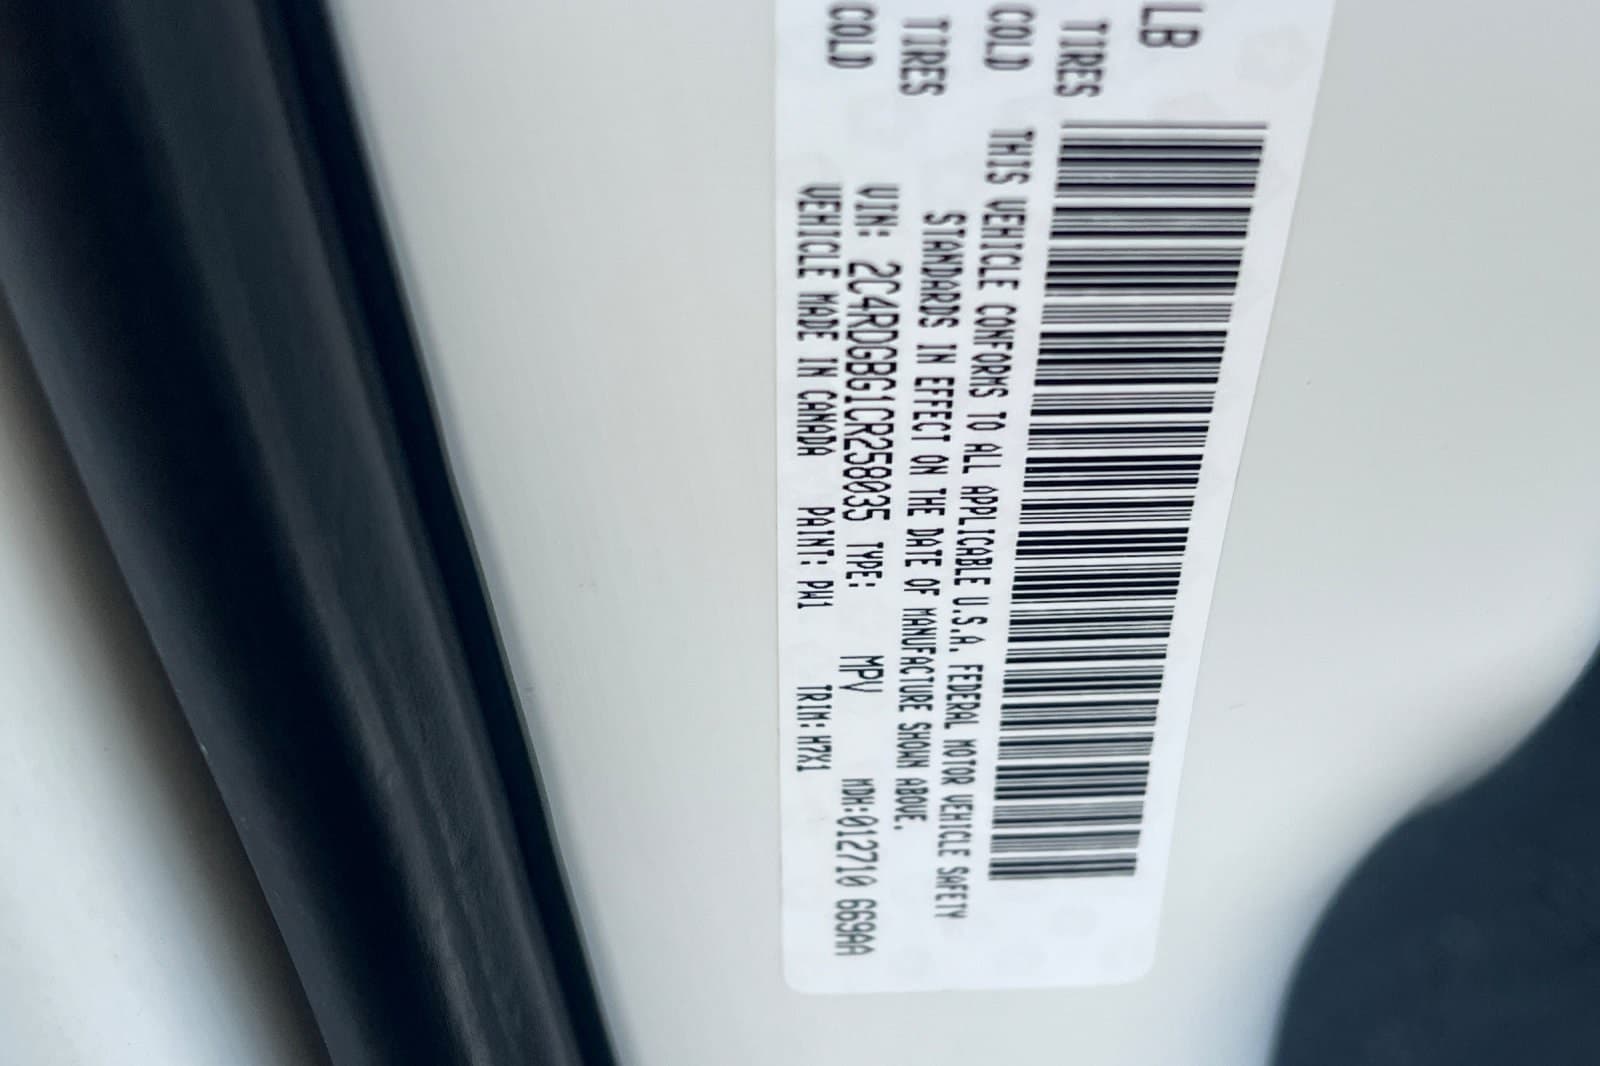 LB
TIRES
COLD
TIRES
COLD
THIS VEHICLE CONFORMS TO ALL APPLICABLE U.S.A. FEDERAL MOTOR VEHICLE SAFETY
STANDARDS IN EFFECT ON THE DATE OF MANUFACTURE SHOWN ABOVE.
VIN: 2C4RDGBG1CR258035 TYPE: MPV MDH:012710 669AA
VEHICLE MADE IN CANADA PAINT: PW1 TRIM: H7X1